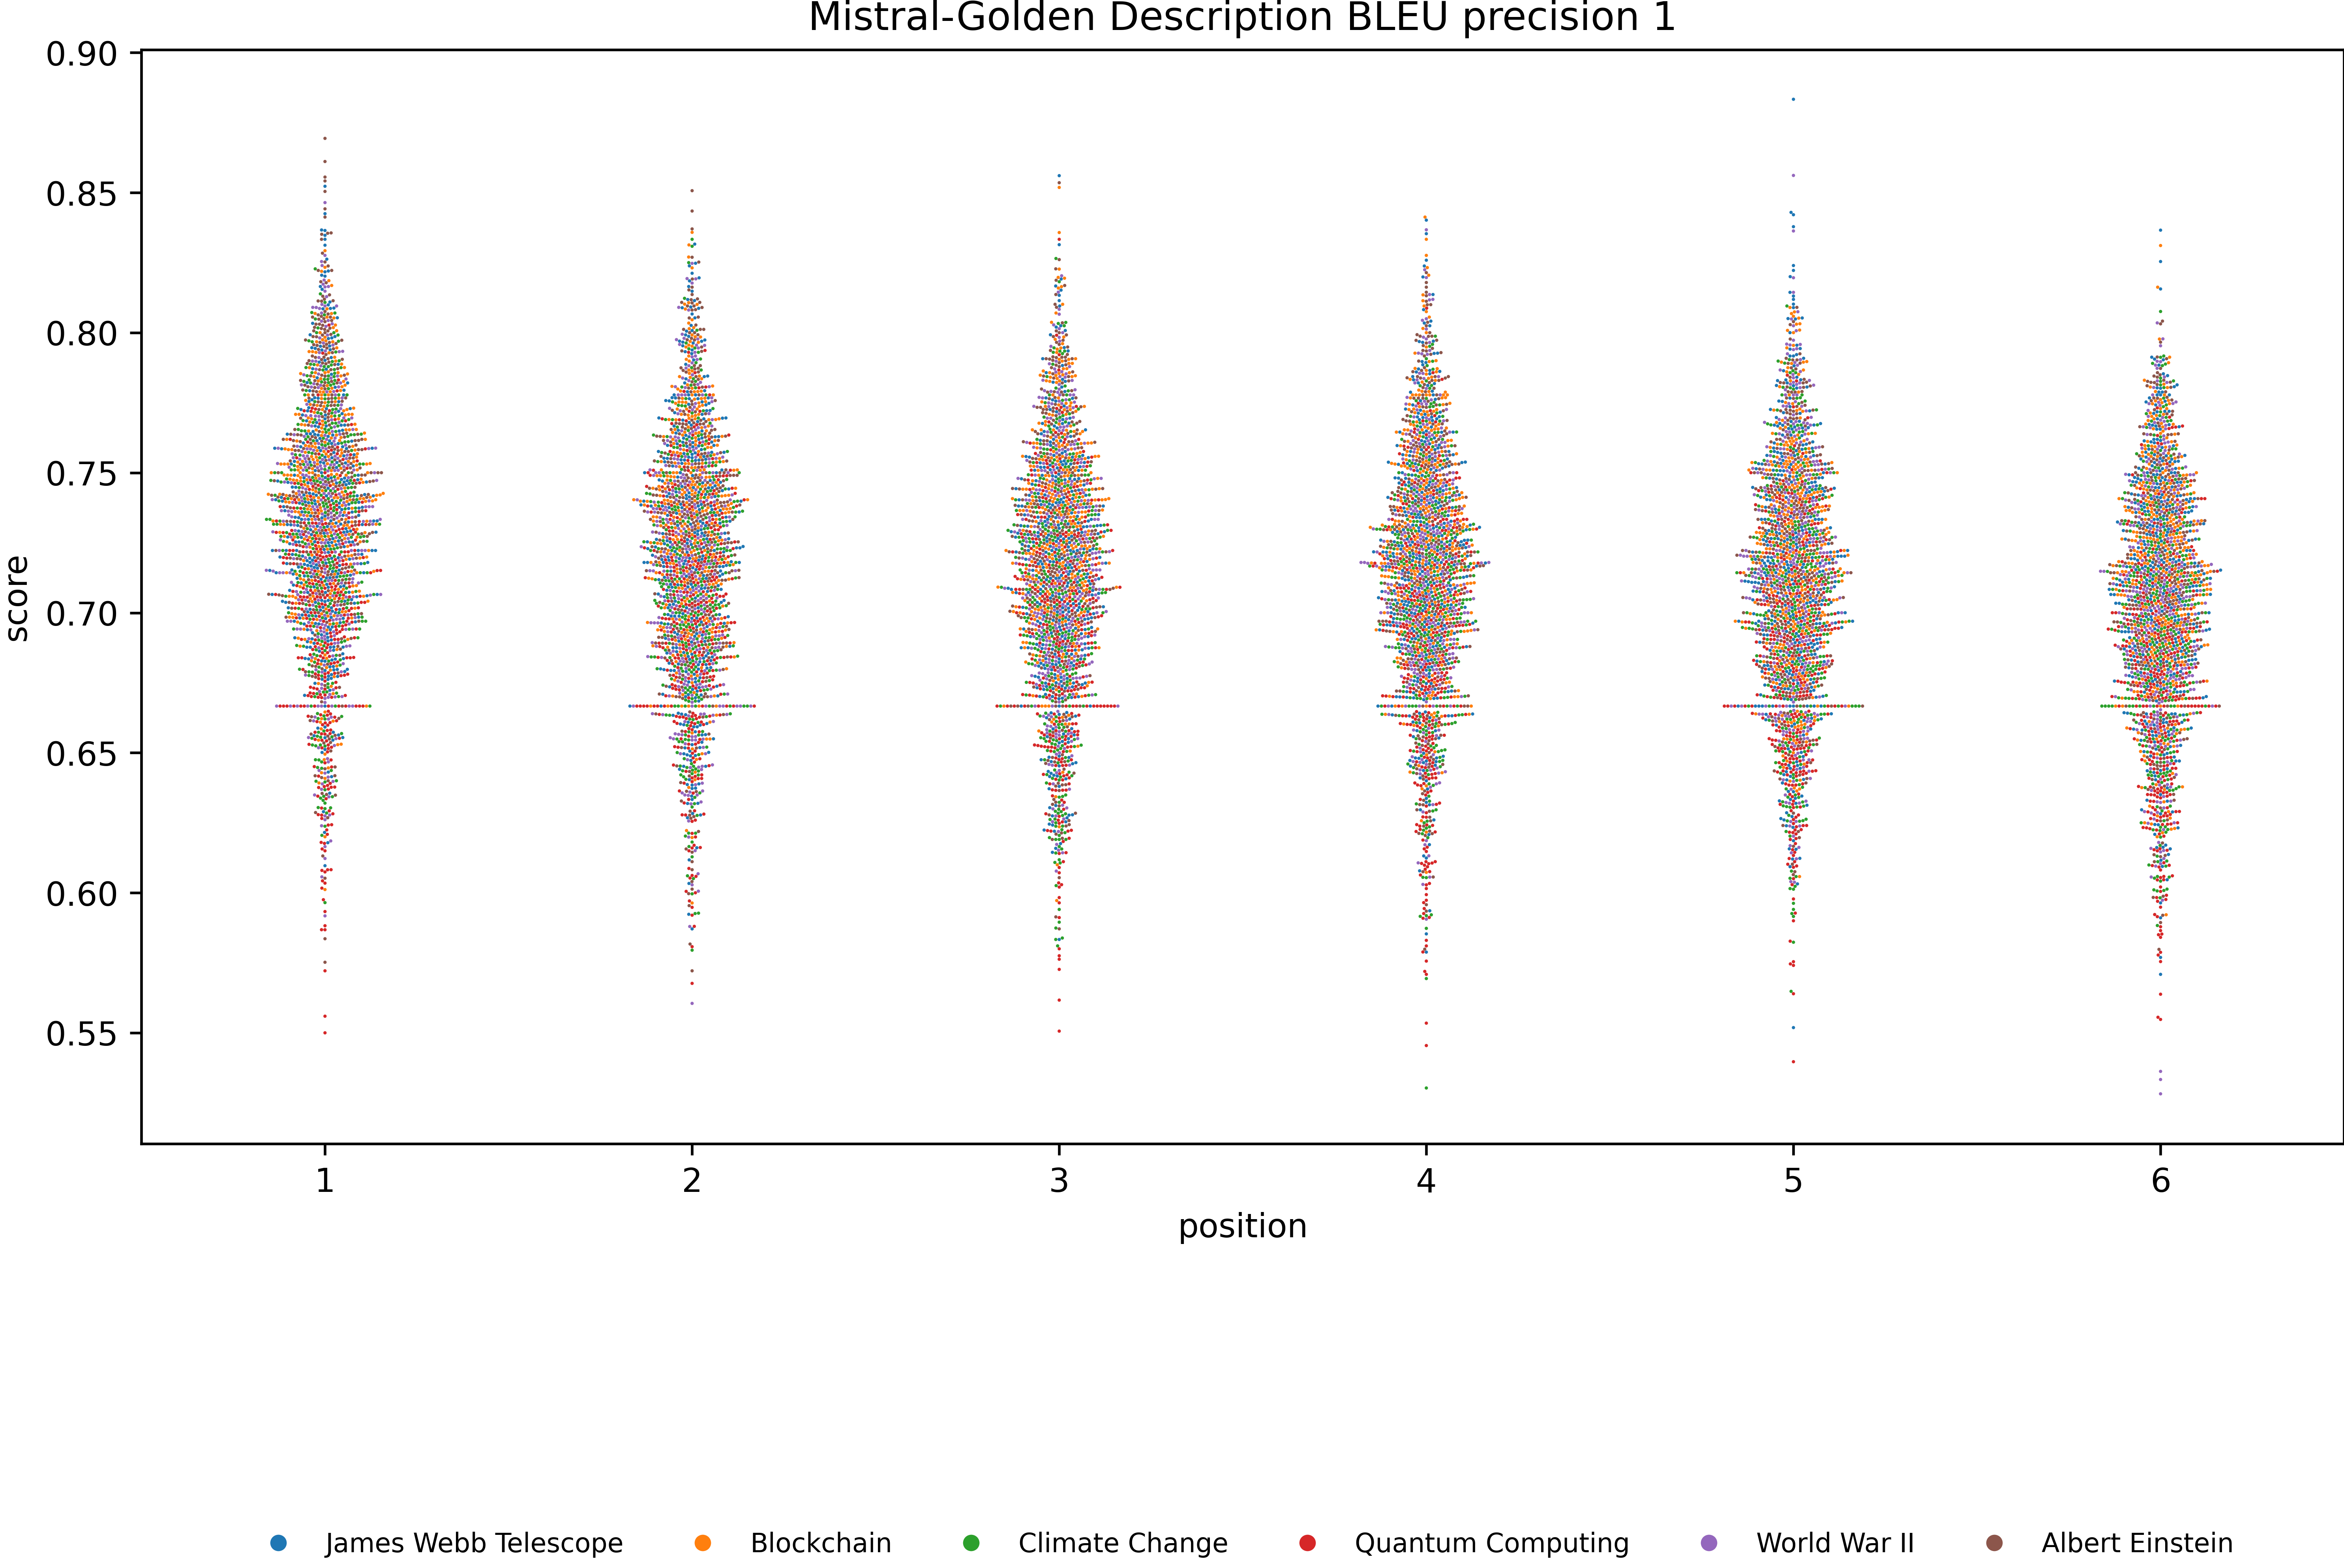 Mistral-Golden Description BLEU precision 1
0.90
0.85
0.80
0.75
0.70
0.65
0.60
0.55
score
1 2 3 4 5 6
position
James Webb Telescope Blockchain Climate Change Quantum Computing World War II Albert Einstein